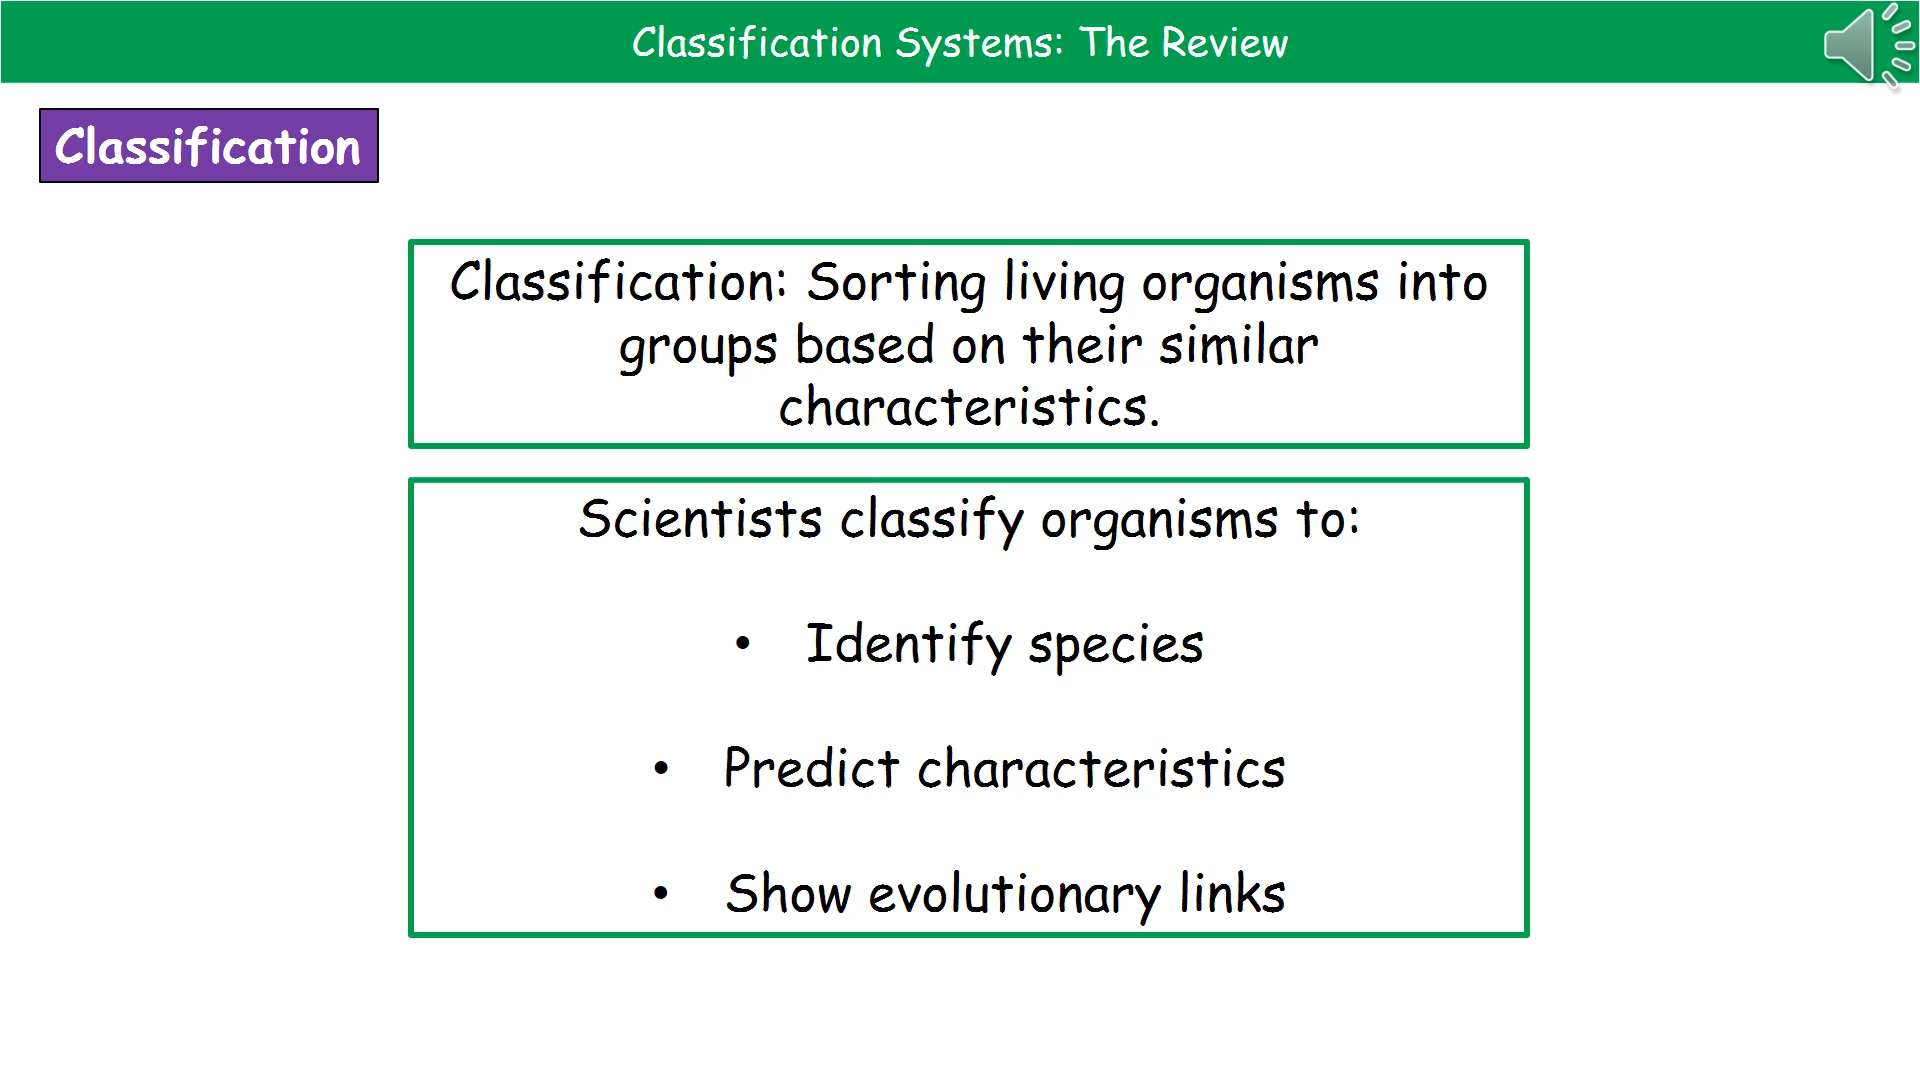 Classification Systems: The Review
Classification
Classification: Sorting living organisms into
groups based on their similar
characteristics.
Scientists classify organisms to:
• Identify species
• Predict characteristics
• Show evolutionary links